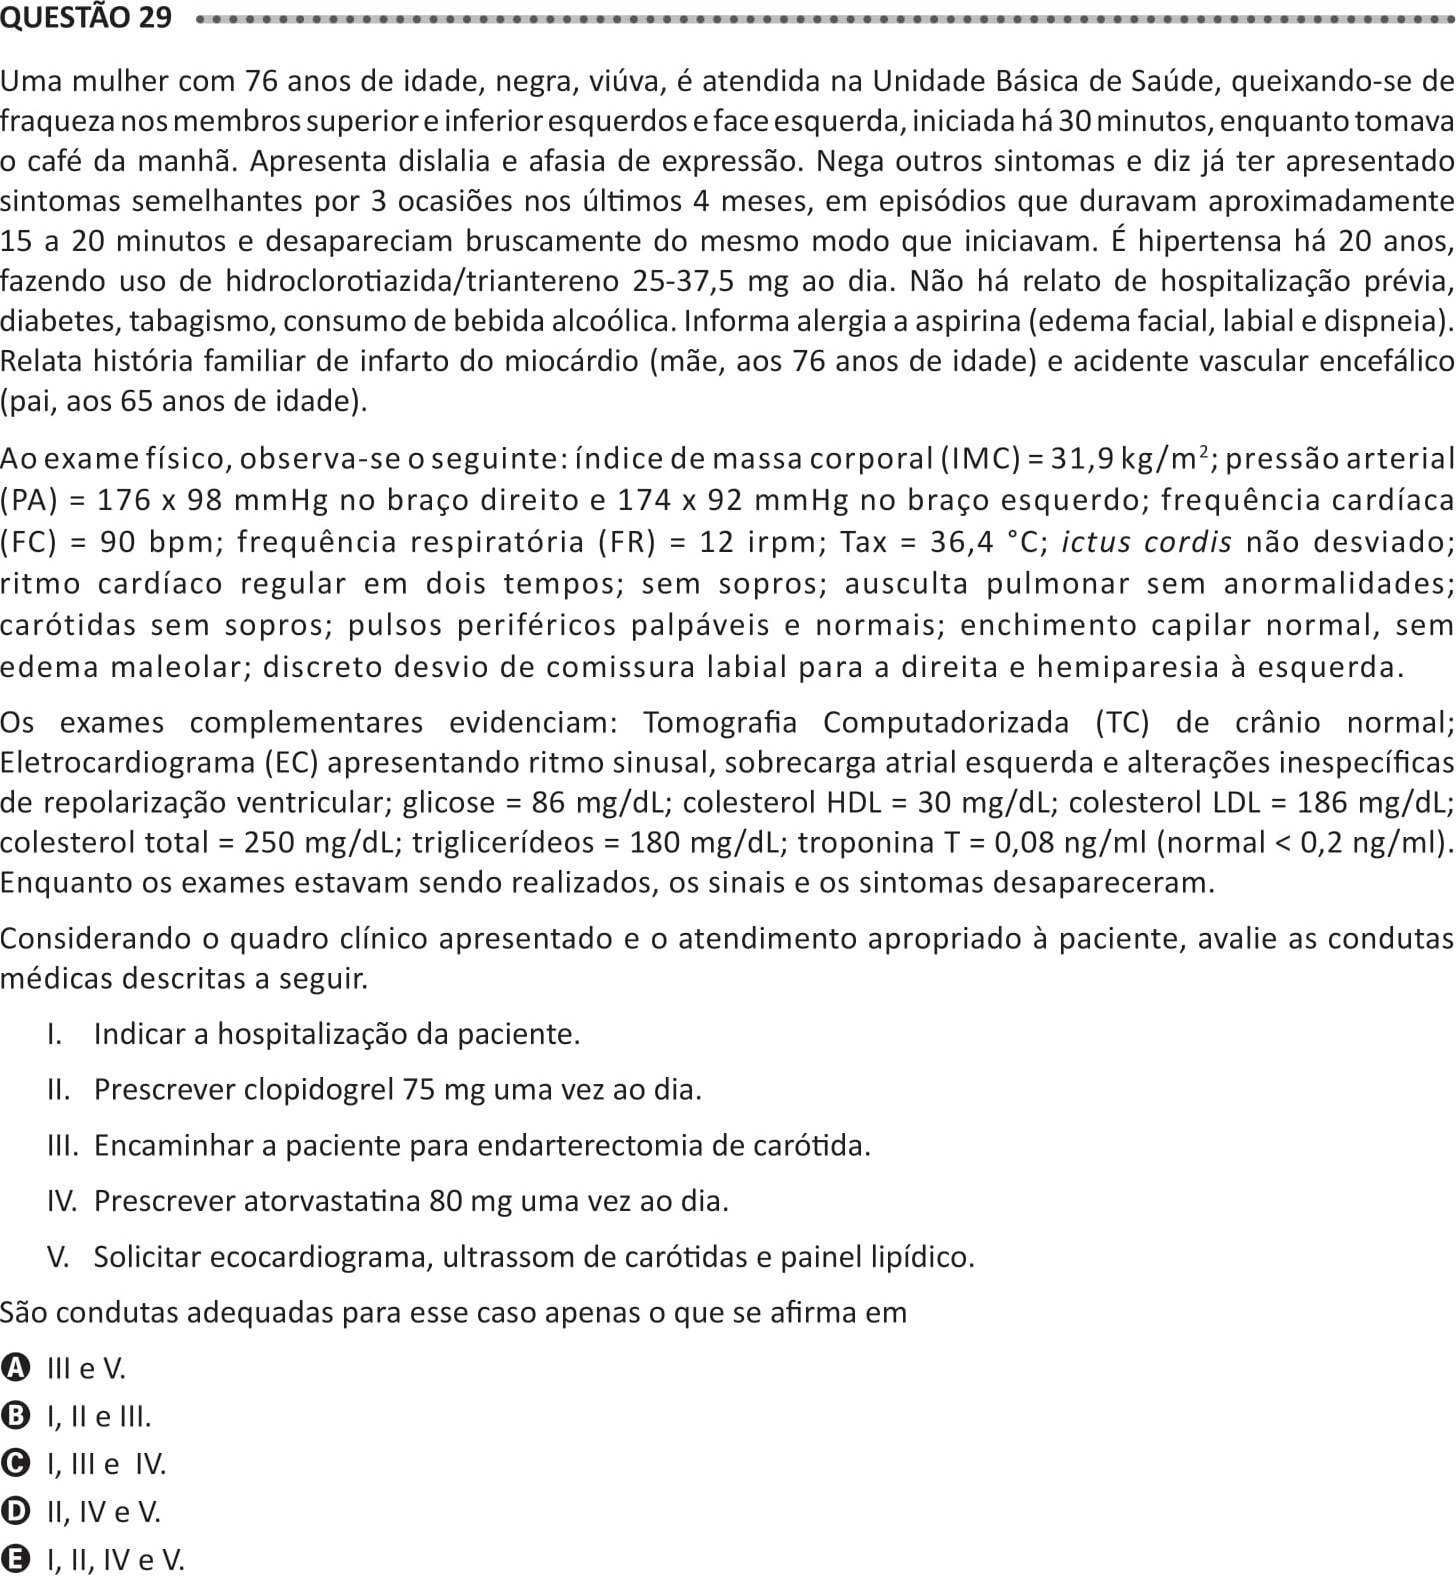 QUESTÃO 29
Uma mulher com 76 anos de idade, negra, viúva, é atendida na Unidade Básica de Saúde, queixando-se de
fraqueza nos membros superior e inferior esquerdos e face esquerda, iniciada há 30 minutos, enquanto tomava
o café da manhã. Apresenta dislalia e afasia de expressão. Nega outros sintomas e diz já ter apresentado
sintomas semelhantes por 3 ocasiões nos últimos 4 meses, em episódios que duravam aproximadamente
15 a 20 minutos e desapareciam bruscamente do mesmo modo que iniciavam. É hipertensa há 20 anos,
fazendo uso de hidroclorotiazida/triantereno 25-37,5 mg ao dia. Não há relato de hospitalização prévia,
diabetes, tabagismo, consumo de bebida alcoólica. Informa alergia a aspirina (edema facial, labial e dispneia).
Relata história familiar de infarto do miocárdio (mãe, aos 76 anos de idade) e acidente vascular encefálico
(pai, aos 65 anos de idade).
Ao exame físico, observa-se o seguinte: índice de massa corporal (IMC) = 31,9 kg/m²; pressão arterial
(PA) = 176 x 98 mmHg no braço direito e 174 x 92 mmHg no braço esquerdo; frequência cardíaca
(FC) = 90 bpm; frequência respiratória (FR) = 12 irpm; Tax = 36,4 °C; ictus cordis não desviado;
ritmo cardíaco regular em dois tempos; sem sopros; ausculta pulmonar sem anormalidades;
carótidas sem sopros; pulsos periféricos palpáveis e normais; enchimento capilar normal, sem
edema maleolar; discreto desvio de comissura labial para a direita e hemiparesia à esquerda.
Os exames complementares evidenciam: Tomografia Computadorizada (TC) de crânio normal;
Eletrocardiograma (EC) apresentando ritmo sinusal, sobrecarga atrial esquerda e alterações inespecíficas
de repolarização ventricular; glicose = 86 mg/dL; colesterol HDL = 30 mg/dL; colesterol LDL = 186 mg/dL;
colesterol total = 250 mg/dL; triglicerídeos = 180 mg/dL; troponina T = 0,08 ng/ml (normal < 0,2 ng/ml).
Enquanto os exames estavam sendo realizados, os sinais e os sintomas desapareceram.
Considerando o quadro clínico apresentado e o atendimento apropriado à paciente, avalie as condutas
médicas descritas a seguir.
I. Indicar a hospitalização da paciente.
II. Prescrever clopidogrel 75 mg uma vez ao dia.
III. Encaminhar a paciente para endarterectomia de carótida.
IV. Prescrever atorvastatina 80 mg uma vez ao dia.
V. Solicitar ecocardiograma, ultrassom de carótidas e painel lipídico.
São condutas adequadas para esse caso apenas o que se afirma em
A III e V.
B I, II e III.
C I, III e IV.
D II, IV e V.
E I, II, IV e V.